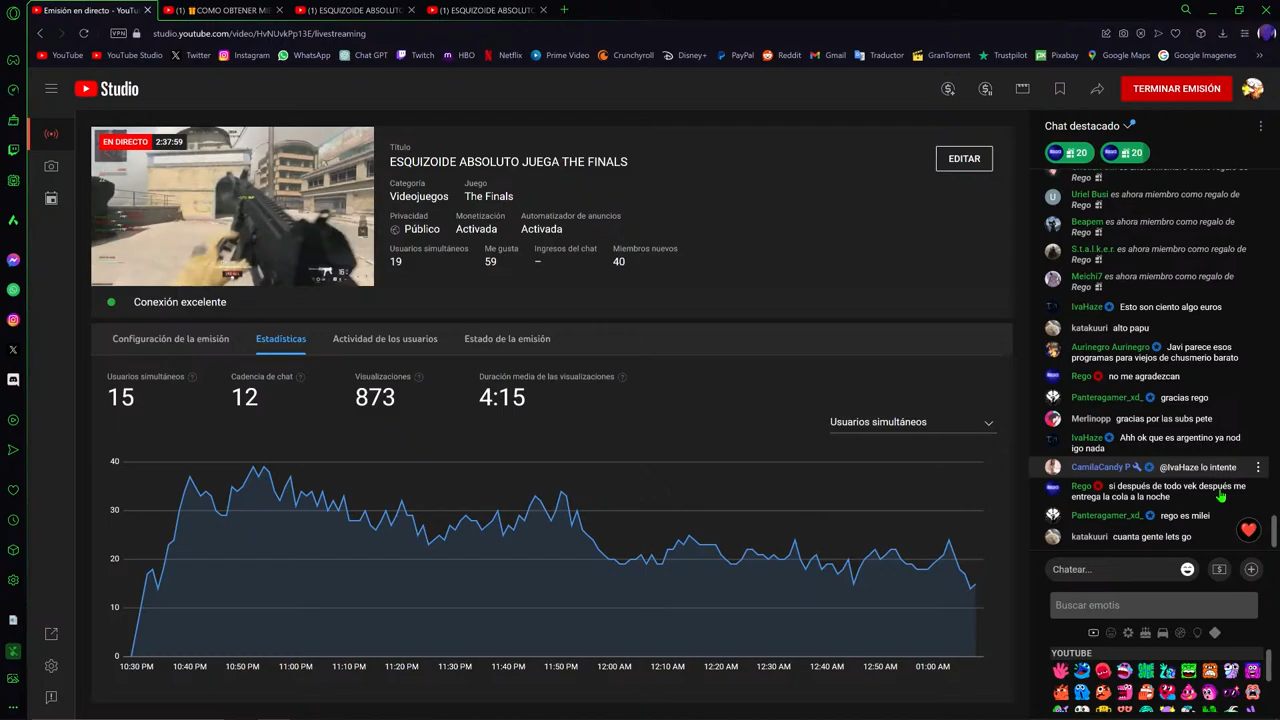 Emisión en directo - YouTu
(1) 🎁COMO OBTENER MIE
(1) ESQUIZOIDE ABSOLUTO
(1) ESQUIZOIDE ABSOLUTO
VPN
studio.youtube.com/video/HvNUvkPp13E/livestreaming
YouTube YouTube Studio Twitter Instagram WhatsApp Chat GPT Twitch HBO Netflix Prime Video Crunchyroll Disney+ PayPal Reddit Gmail Traductor GranTorrent Trustpilot Pixabay Google Maps Google Imagenes
Studio
TERMINAR EMISIÓN
EN DIRECTO 2:37:59
Título
ESQUIZOIDE ABSOLUTO JUEGA THE FINALS
EDITAR
Categoría Juego
Videojuegos The Finals
Privacidad Monetización Automatizador de anuncios
Público Activada Activada
Usuarios simultáneos Me gusta Ingresos del chat Miembros nuevos
19 59 – 40
Conexión excelente
Configuración de la emisión Estadísticas Actividad de los usuarios Estado de la emisión
Usuarios simultáneos Cadencia de chat Visualizaciones Duración media de las visualizaciones
15 12 873 4:15
Usuarios simultáneos
40
30
20
10
0
10:30 PM 10:40 PM 10:50 PM 11:00 PM 11:10 PM 11:20 PM 11:30 PM 11:40 PM 11:50 PM 12:00 AM 12:10 AM 12:20 AM 12:30 AM 12:40 AM 12:50 AM 01:00 AM
Chat destacado
20 20
Rego
Uriel Busi es ahora miembro como regalo de
Rego
Beapem es ahora miembro como regalo de
Rego
S.t.a.l.k.e.r. es ahora miembro como regalo de
Rego
Meichi7 es ahora miembro como regalo de
Rego
IvaHaze Esto son ciento algo euros
katakuuri alto papu
Aurinegro Aurinegro Javi parece esos
programas para viejos de chusmerio barato
Rego no me agradezcan
Panteragamer_xd_ gracias rego
Merlinopp gracias por las subs pete
IvaHaze Ahh ok que es argentino ya nod
igo nada
CamilaCandy P @IvaHaze lo intente
Rego si después de todo vek después me
entrega la cola a la noche
Panteragamer_xd_ rego es milei
katakuuri cuanta gente lets go
Chatear...
Buscar emotis
YOUTUBE